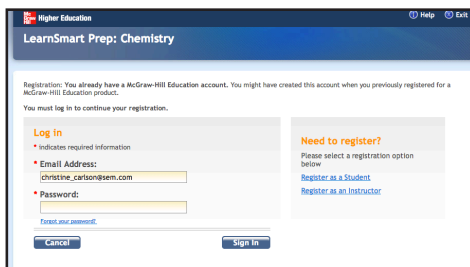 Mc Graw Hill Higher Education
Help Exit
LearnSmart Prep: Chemistry
Registration: You already have a McGraw-Hill Education account. You might have created this account when you previously registered for a
McGraw-Hill Education product.
You must log in to continue your registration.
Log in
* indicates required information
* Email Address:
christine_carlson@sem.com
* Password:
Forgot your password?
Cancel Sign In
Need to register?
Please select a registration option
below
Register as a Student
Register as an Instructor